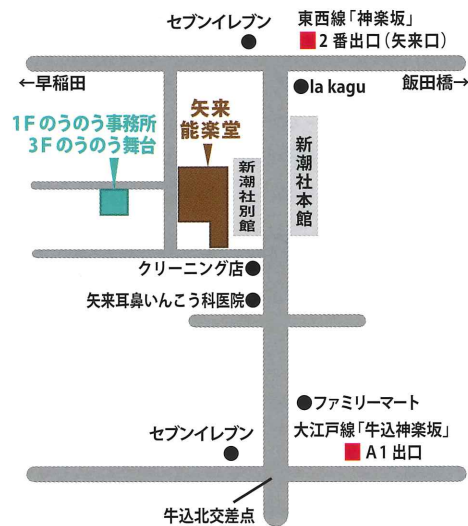 セブンイレブン
東西線「神楽坂」
2番出口(矢来口)
←早稲田
飯田橋→
la kagu
1Fのうのう事務所
3Fのうのう舞台
矢来
能楽堂
新潮社別館
新潮社本館
クリーニング店
矢来耳鼻いんこう科医院
ファミリーマート
セブンイレブン
大江戸線「牛込神楽坂」
A1出口
牛込北交差点